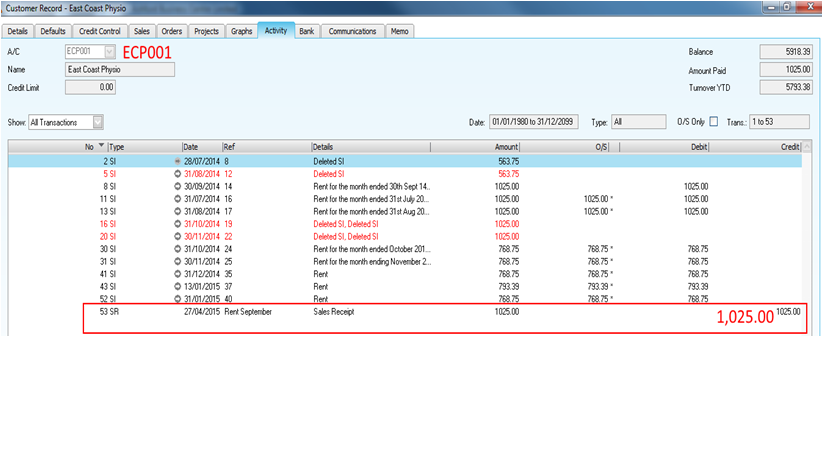 Customer Record - East Coast Physio
Details Defaults Credit Control Sales Orders Projects Graphs Activity Bank Communications Memo
A/C ECP001 ECP001 Balance 5918.39
Name East Coast Physio Amount Paid 1025.00
Credit Limit 0.00 Turnover YTD 5793.38
Show: All Transactions Date: 01/01/1980 to 31/12/2099 Type: All O/S Only Trans.: 1 to 53
No Type Date Ref Details Amount O/S Debit Credit
2 SI 28/07/2014 8 Deleted SI 563.75
5 SI 31/08/2014 12 Deleted SI 563.75
8 SI 30/09/2014 14 Rent for the month ended 30th Sept 14... 1025.00 1025.00
11 SI 31/07/2014 16 Rent for the month ended 31st July 20... 1025.00 1025.00 *
13 SI 31/08/2014 17 Rent for the month ended 31st Aug 20... 1025.00 1025.00 *
16 SI 31/10/2014 19 Deleted SI, Deleted SI 1025.00
20 SI 30/11/2014 22 Deleted SI, Deleted SI 1025.00
30 SI 31/10/2014 24 Rent for the month ended October 201... 768.75 768.75 * 768.75
31 SI 30/11/2014 25 Rent for the month ending November 2... 768.75 768.75 * 768.75
41 SI 31/12/2014 35 Rent 768.75 768.75 * 768.75
43 SI 13/01/2015 37 Rent 793.39 793.39 * 793.39
52 SI 31/01/2015 40 Rent 768.75 768.75 * 768.75
53 SR 27/04/2015 Rent September Sales Receipt 1025.00 1,025.00 1025.00